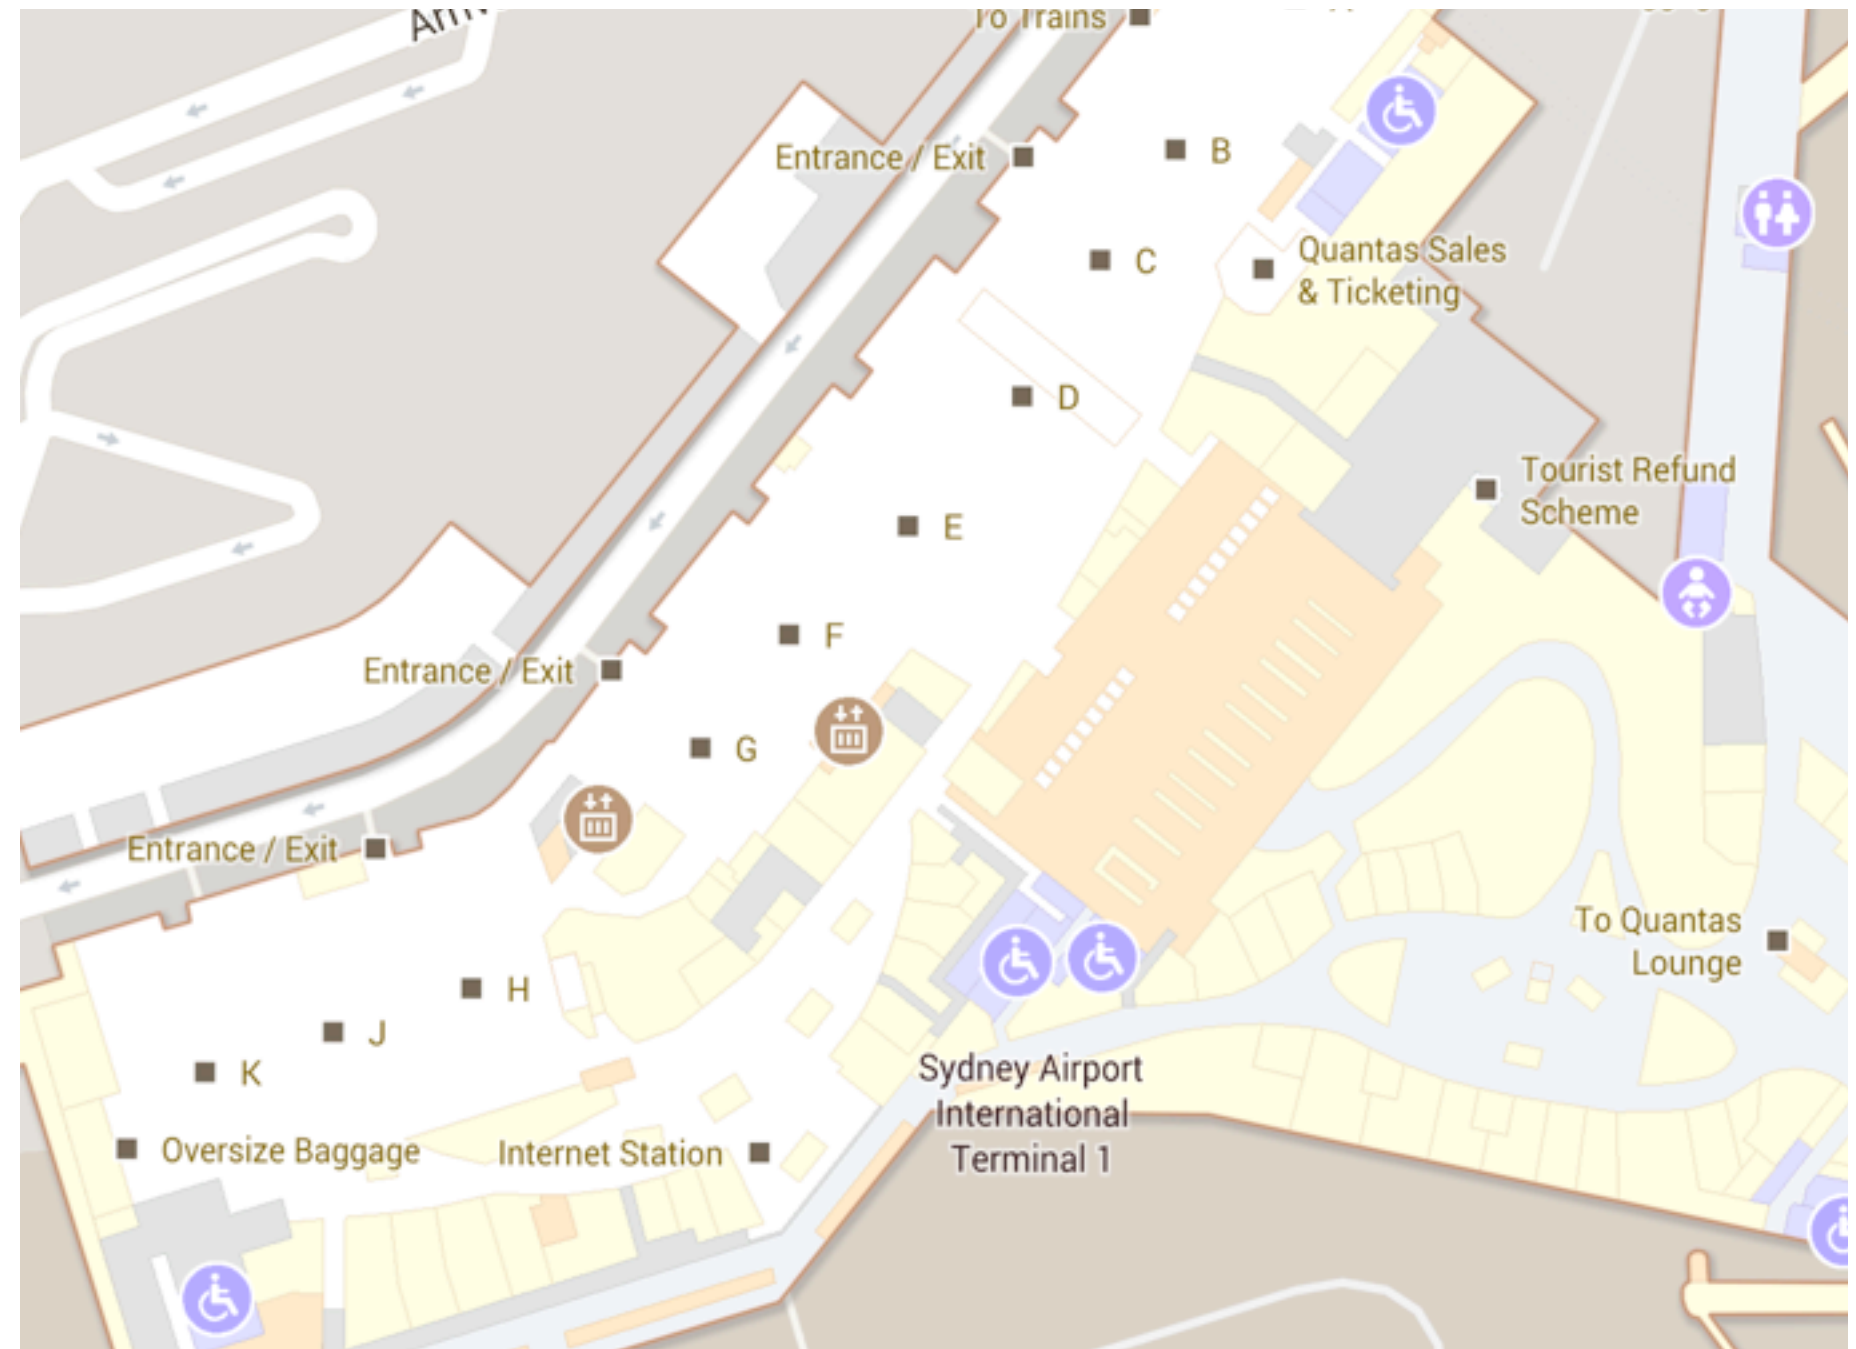 To Trains
Entrance / Exit
B
C
Quantas Sales
& Ticketing
D
Tourist Refund
Scheme
E
F
Entrance / Exit
G
Entrance / Exit
To Quantas
Lounge
H
J
K
Sydney Airport
International
Terminal 1
Oversize Baggage
Internet Station